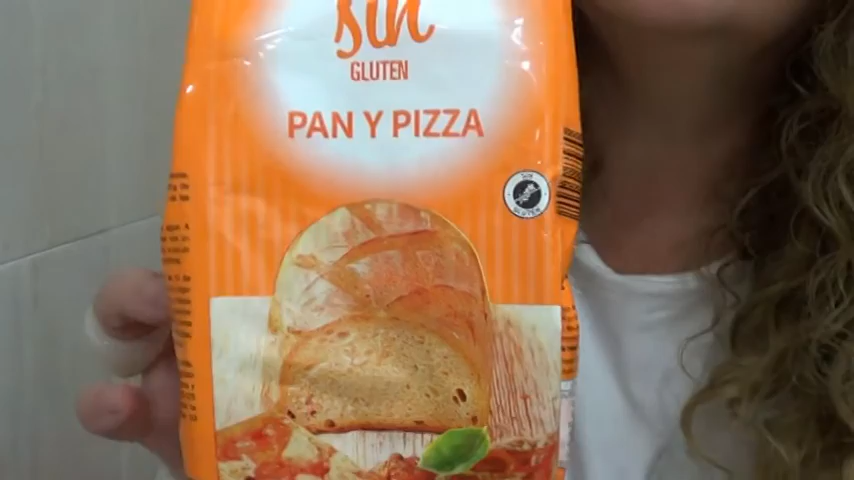 sin
GLUTEN
PAN Y PIZZA
SIN
GLUTEN